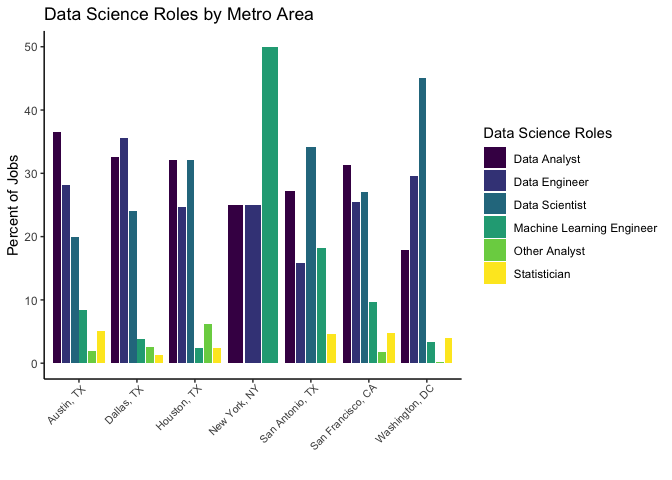 Data Science Roles by Metro Area
Percent of Jobs
50
40
30
20
10
0
Austin, TX
Dallas, TX
Houston, TX
New York, NY
San Antonio, TX
San Francisco, CA
Washington, DC
Data Science Roles
Data Analyst
Data Engineer
Data Scientist
Machine Learning Engineer
Other Analyst
Statistician